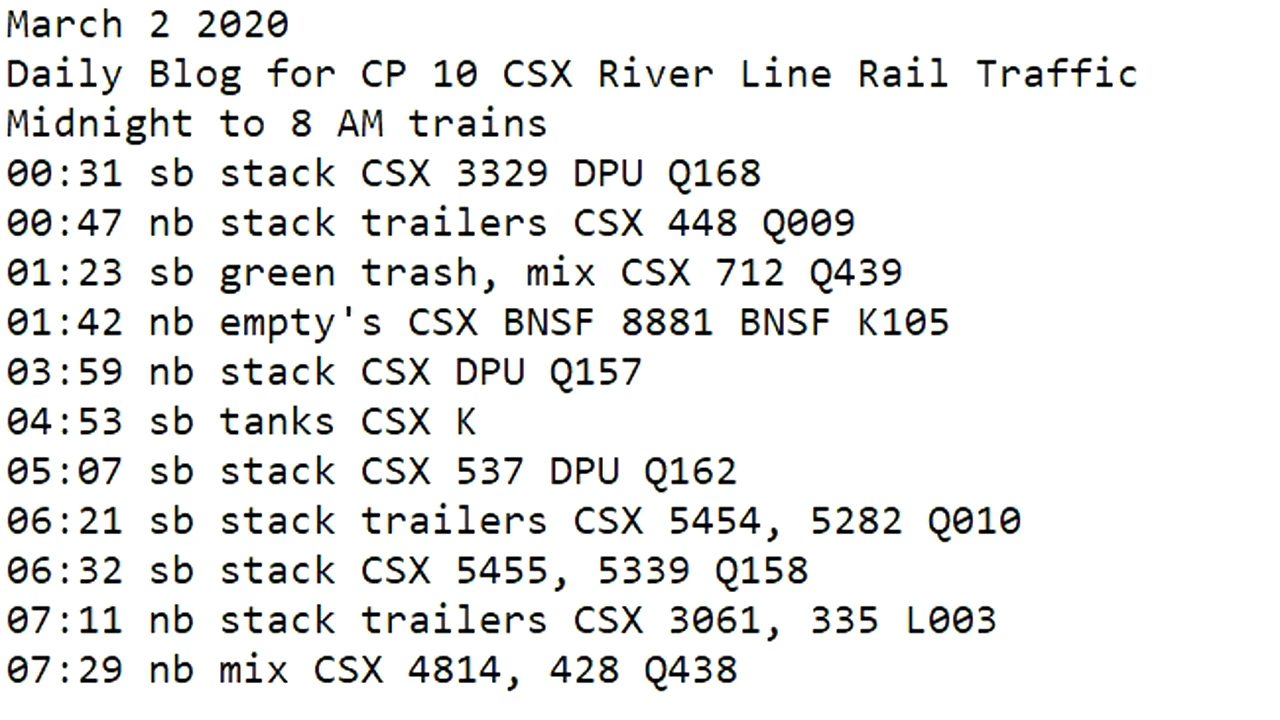 March 2 2020
Daily Blog for CP 10 CSX River Line Rail Traffic
Midnight to 8 AM trains
00:31 sb stack CSX 3329 DPU Q168
00:47 nb stack trailers CSX 448 Q009
01:23 sb green trash, mix CSX 712 Q439
01:42 nb empty's CSX BNSF 8881 BNSF K105
03:59 nb stack CSX DPU Q157
04:53 sb tanks CSX K
05:07 sb stack CSX 537 DPU Q162
06:21 sb stack trailers CSX 5454, 5282 Q010
06:32 sb stack CSX 5455, 5339 Q158
07:11 nb stack trailers CSX 3061, 335 L003
07:29 nb mix CSX 4814, 428 Q438